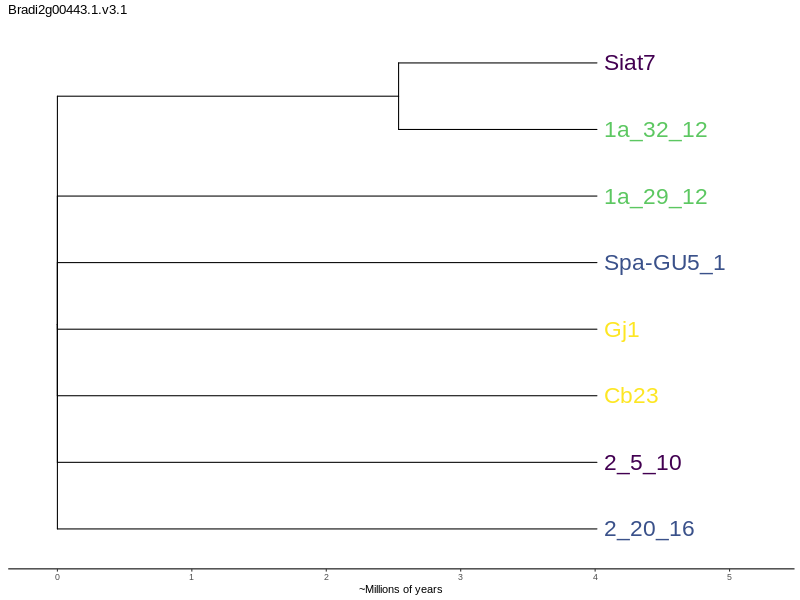 Bradi2g00443.1.v3.1
Siat7
1a_32_12
1a_29_12
Spa-GU5_1
Gj1
Cb23
2_5_10
2_20_16
0 1 2 3 4 5
~Millions of years